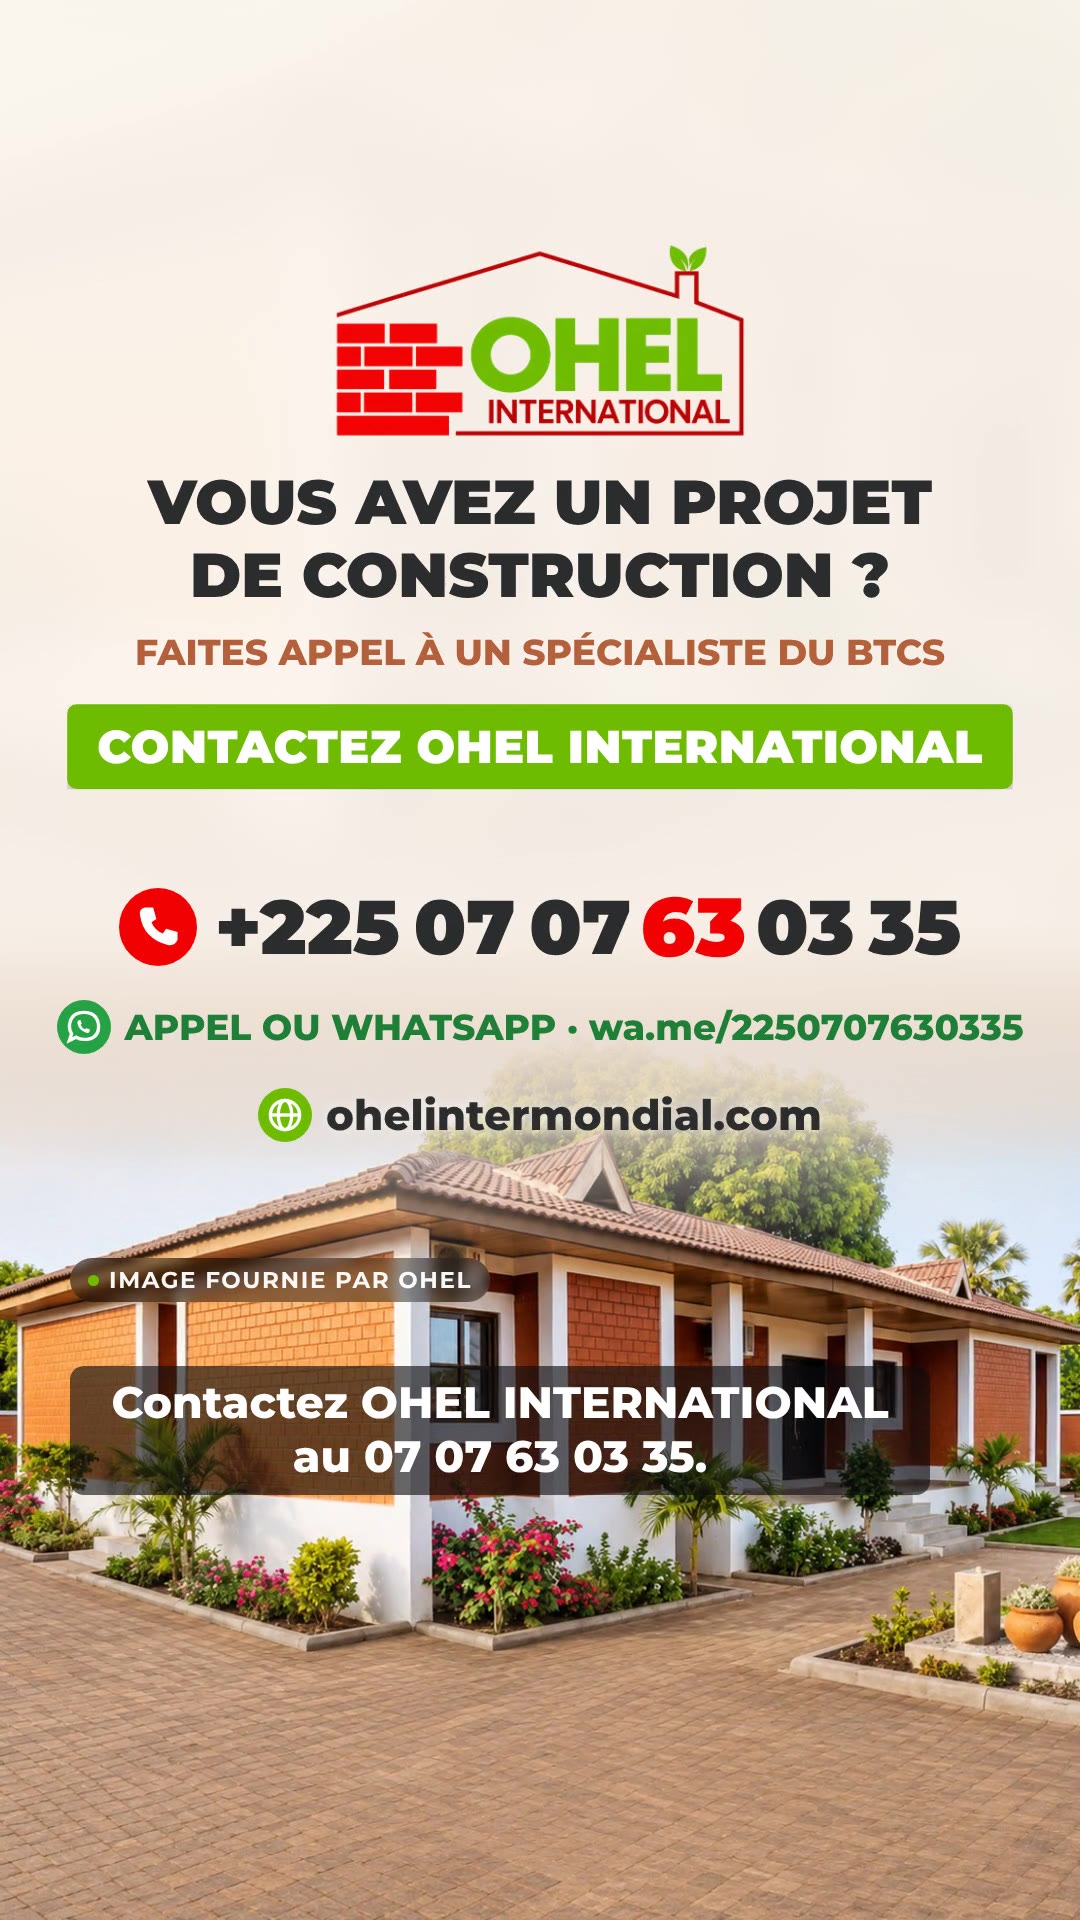 OHEL
INTERNATIONAL
VOUS AVEZ UN PROJET
DE CONSTRUCTION ?
FAITES APPEL À UN SPÉCIALISTE DU BTCS
CONTACTEZ OHEL INTERNATIONAL
+225 07 07 63 03 35
APPEL OU WHATSAPP • wa.me/2250707630335
ohelintermondial.com
IMAGE FOURNIE PAR OHEL
Contactez OHEL INTERNATIONAL
au 07 07 63 03 35.